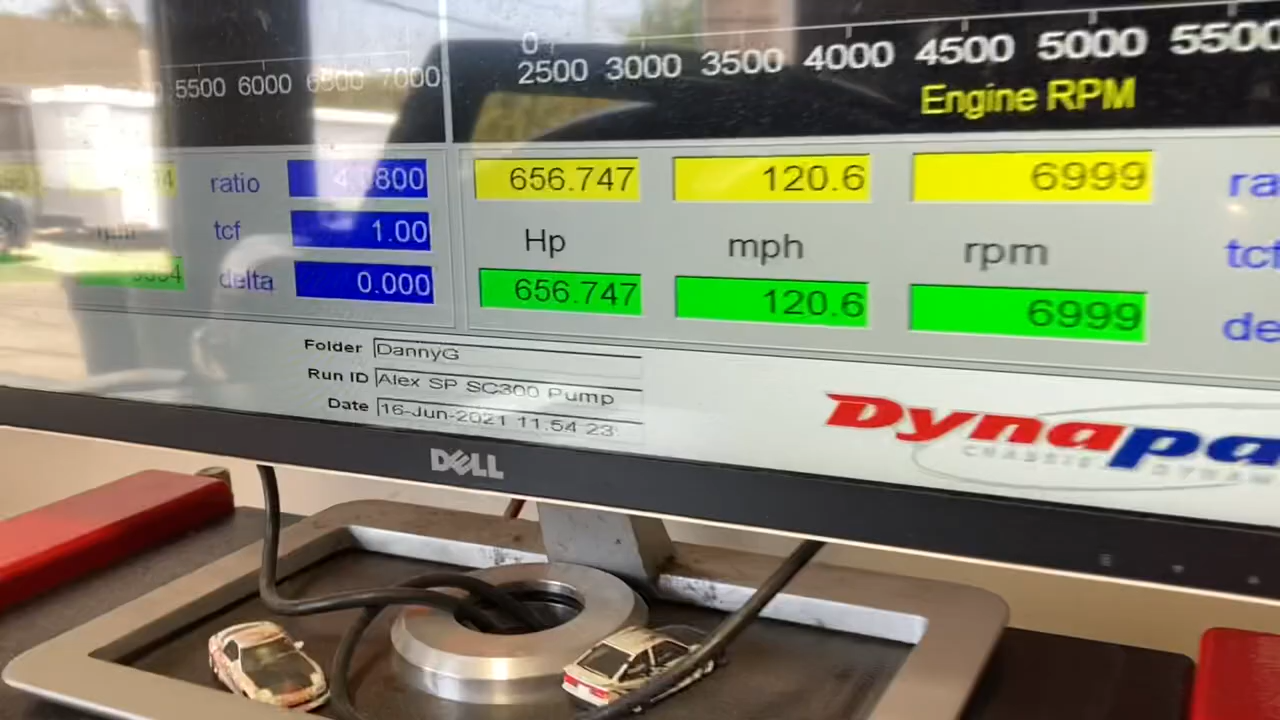 0
5500 6000 6500 7000
2500 3000 3500 4000 4500 5000 5500
Engine RPM
ratio 4.0800
656.747 120.6 6999
tcf 1.00
Hp mph rpm
delta 0.000
656.747 120.6 6999
Folder DannyG
Run ID Alex SP SC300 Pump
Date 16-Jun-2021 11.54 23
Dynapa
CHASSIS DYNAM
DELL